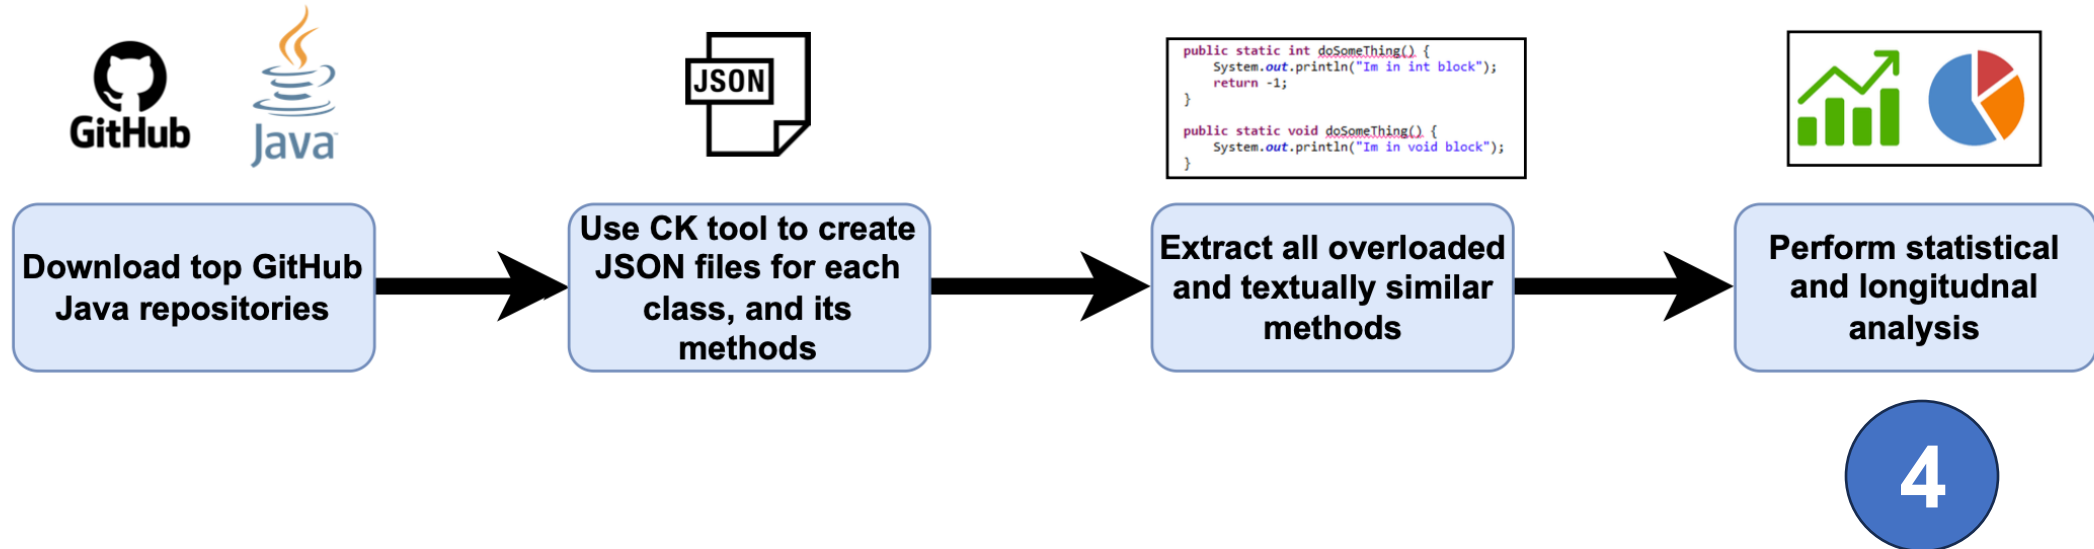 GitHub
Java™
JSON
public static int doSomeThing() {
System.out.println("Im in int block");
return -1;
}
public static void doSomeThing() {
System.out.println("Im in void block");
}
Download top GitHub
Java repositories
Use CK tool to create
JSON files for each
class, and its
methods
Extract all overloaded
and textually similar
methods
Perform statistical
and longitudnal
analysis
4